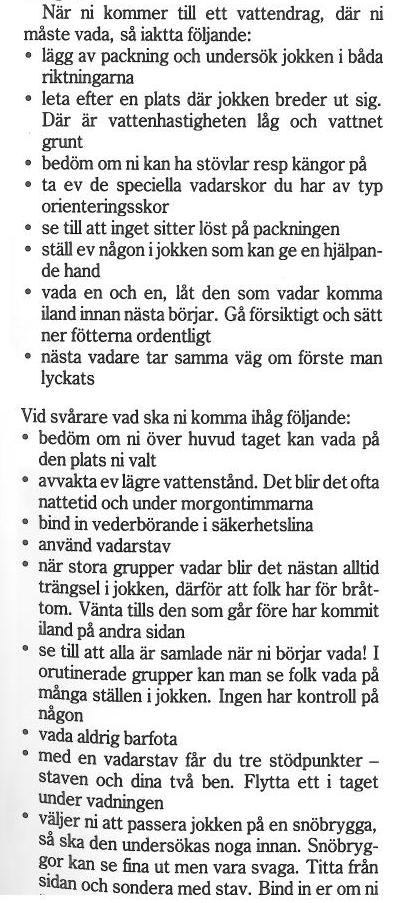 När ni kommer till ett vattendrag, där ni
måste vada, så iaktta följande:
• lägg av packning och undersök jokken i båda
riktningarna
• leta efter en plats där jokken breder ut sig.
Där är vattenhastigheten låg och vattnet
grunt
• bedöm om ni kan ha stövlar resp kängor på
• ta ev de speciella vadarskor du har av typ
orienteringsskor
• se till att inget sitter löst på packningen
• ställ ev någon i jokken som kan ge en hjälpan-
de hand
• vada en och en, låt den som vadar komma
iland innan nästa börjar. Gå försiktigt och sätt
ner fötterna ordentligt
• nästa vadare tar samma väg om förste man
lyckats
Vid svårare vad ska ni komma ihåg följande:
• bedöm om ni över huvud taget kan vada på
den plats ni valt
• avvakta ev lägre vattenstånd. Det blir det ofta
nattetid och under morgontimmarna
• bind in vederbörande i säkerhetslina
• använd vadarstav
• när stora grupper vadar blir det nästan alltid
trängsel i jokken, därför att folk har för bråt-
tom. Vänta tills den som går före har kommit
iland på andra sidan
• se till att alla är samlade när ni börjar vada! I
orutinerade grupper kan man se folk vada på
många ställen i jokken. Ingen har kontroll på
någon
• vada aldrig barfota
• med en vadarstav får du tre stödpunkter –
staven och dina två ben. Flytta ett i taget
under vadningen
• väljer ni att passera jokken på en snöbrygga,
så ska den undersökas noga innan. Snöbryg-
gor kan se fina ut men vara svaga. Titta från
sidan och sondera med stav. Bind in er om ni